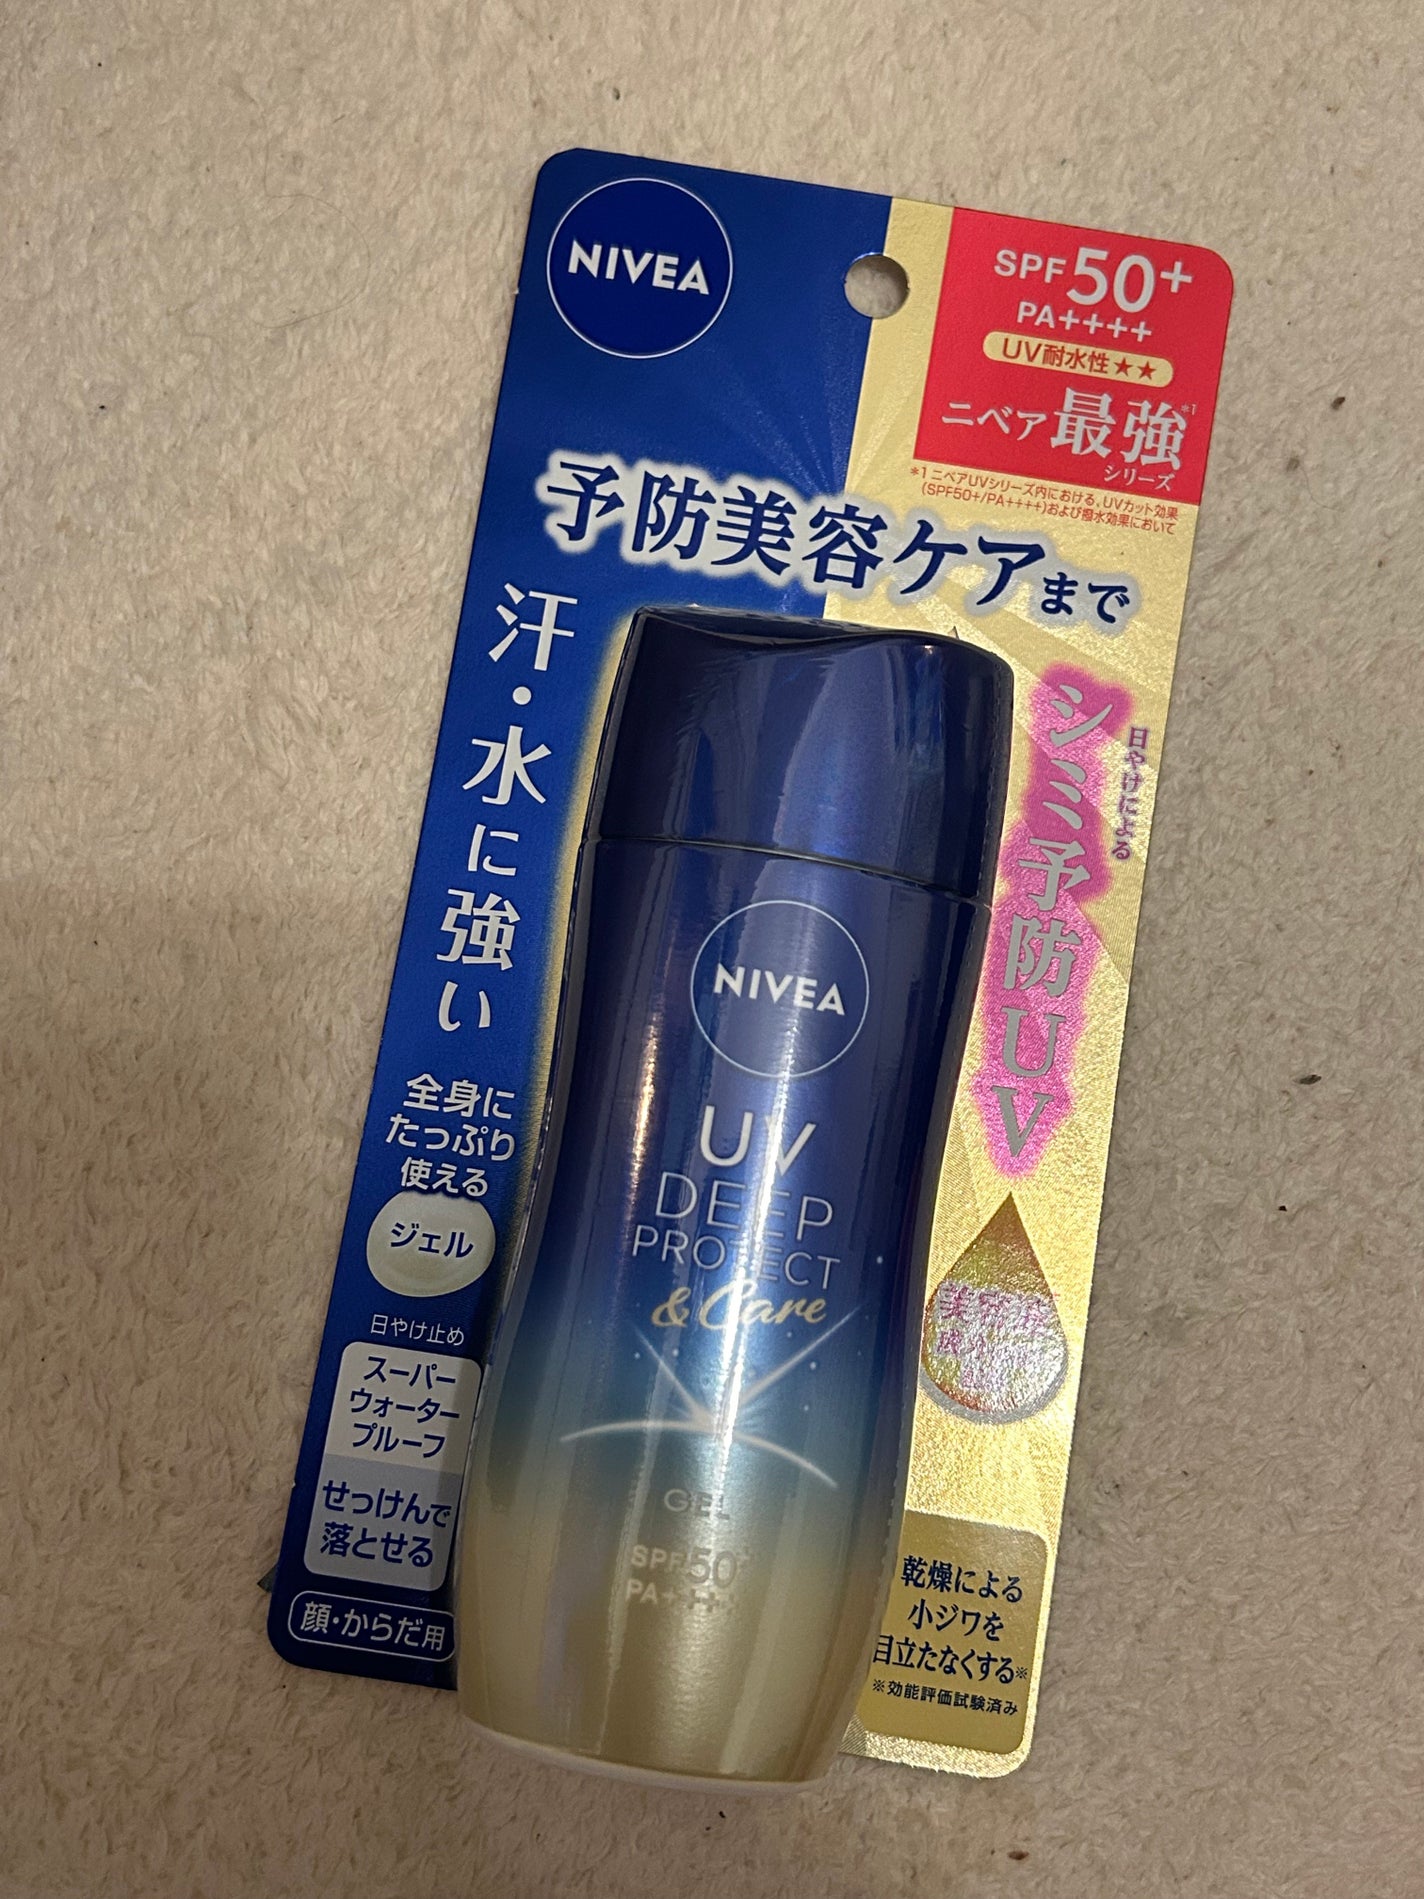 NIVEA
SPF50+
PA++++
UV耐水性★★
ニベア最強*1
シリーズ
*1 ニベアUVシリーズ内における、UVカット効果
(SPF50+/PA++++)および撥水効果において
予防美容ケアまで
汗・水に強い
日やけによる
シミ予防UV
全身に
たっぷり
使える
ジェル
日やけ止め
スーパー
ウォーター
プルーフ
せっけんで
落とせる
顔・からだ用
NIVEA
UV
DEEP
PROTECT
& Care
GEL
SPF50+
PA++++
乾燥による
小ジワを
目立たなくする※
※効能評価試験済み